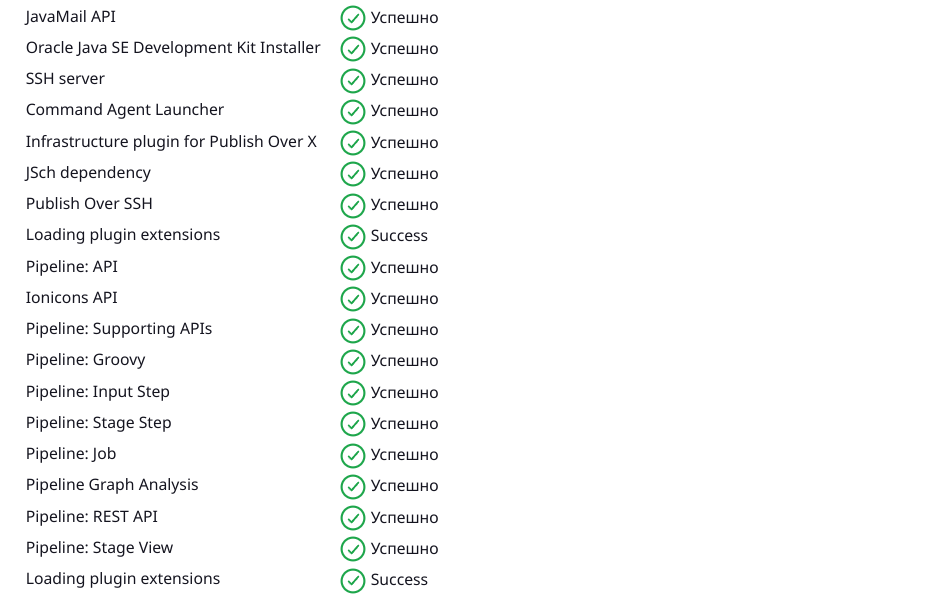 JavaMail API Успешно
Oracle Java SE Development Kit Installer Успешно
SSH server Успешно
Command Agent Launcher Успешно
Infrastructure plugin for Publish Over X Успешно
JSch dependency Успешно
Publish Over SSH Успешно
Loading plugin extensions Success
Pipeline: API Успешно
Ionicons API Успешно
Pipeline: Supporting APIs Успешно
Pipeline: Groovy Успешно
Pipeline: Input Step Успешно
Pipeline: Stage Step Успешно
Pipeline: Job Успешно
Pipeline Graph Analysis Успешно
Pipeline: REST API Успешно
Pipeline: Stage View Успешно
Loading plugin extensions Success